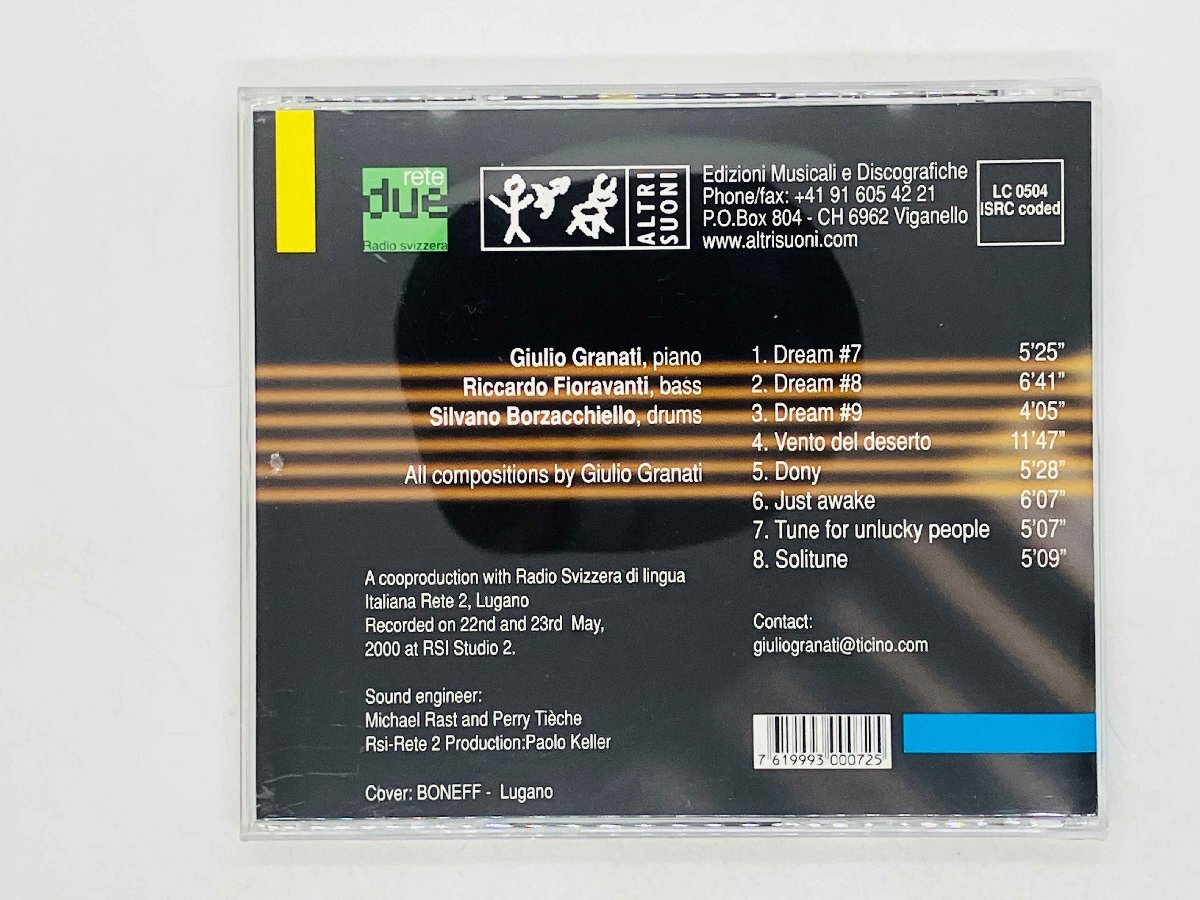 rete
due
Radio svizzera
ALTRI
SUONI
Edizioni Musicali e Discografiche
Phone/fax: +41 91 605 42 21
P.O.Box 804 - CH 6962 Viganello
www.altrisuoni.com
LC 0504
ISRC coded
Giulio Granati, piano
Riccardo Fioravanti, bass
Silvano Borzacchiello, drums
All compositions by Giulio Granati
1. Dream #7 5'25"
2. Dream #8 6'41"
3. Dream #9 4'05"
4. Vento del deserto 11'47"
5. Dony 5'28"
6. Just awake 6'07"
7. Tune for unlucky people 5'07"
8. Solitune 5'09"
A cooproduction with Radio Svizzera di lingua
Italiana Rete 2, Lugano
Recorded on 22nd and 23rd May,
2000 at RSI Studio 2.
Sound engineer:
Michael Rast and Perry Tièche
Rsi-Rete 2 Production:Paolo Keller
Cover: BONEFF - Lugano
Contact:
giuliogranati@ticino.com
7 619993 000725